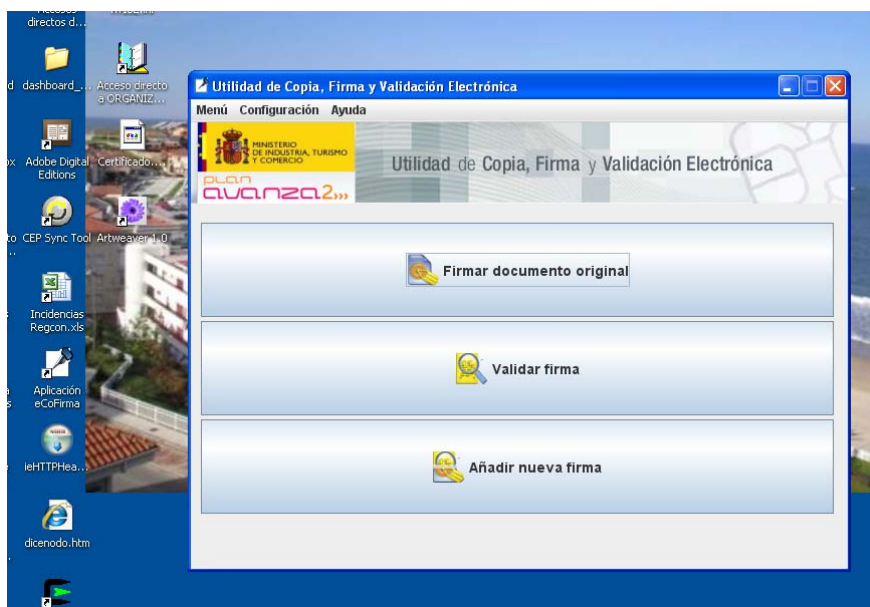 directos d...
dashboard_...
Acceso directo
a ORGANIZ...
Adobe Digital
Editions
Certificado...
CEP Sync Tool
Artweaver 1.0
Incidencias
Regcon.xls
Aplicación
eCoFirma
ieHTTPHea...
dicenodo.htm
Utilidad de Copia, Firma y Validación Electrónica
Menú Configuración Ayuda
MINISTERIO
DE INDUSTRIA, TURISMO
Y COMERCIO
PLAN
avanza2»»
Utilidad de Copia, Firma y Validación Electrónica
Firmar documento original
Validar firma
Añadir nueva firma